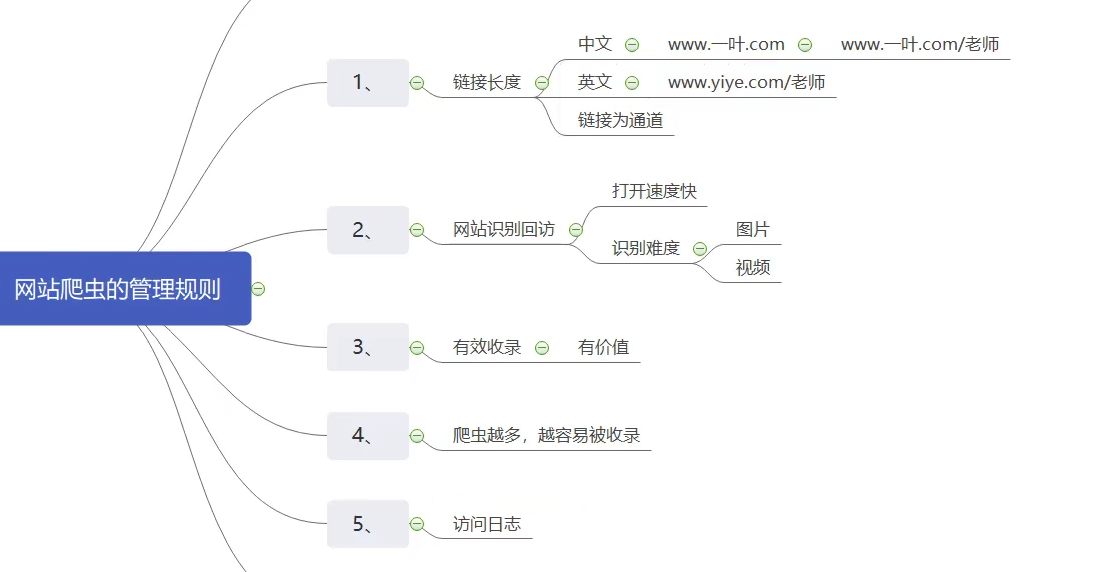 网站爬虫的管理规则
1、
链接长度
中文
www.一叶.com
www.一叶.com/老师
英文
www.yiye.com/老师
链接为通道
2、
网站识别回访
打开速度快
识别难度
图片
视频
3、
有效收录
有价值
4、
爬虫越多，越容易被收录
5、
访问日志